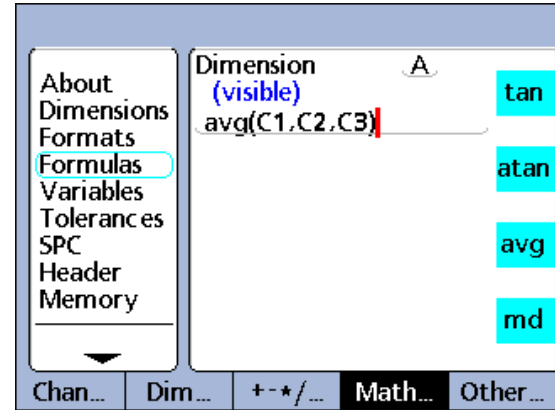 About
Dimensions
Formats
Formulas
Variables
Tolerances
SPC
Header
Memory
Dimension A
(visible)
avg(C1,C2,C3)
tan
atan
avg
md
Chan...
Dim...
+-*/...
Math...
Other...